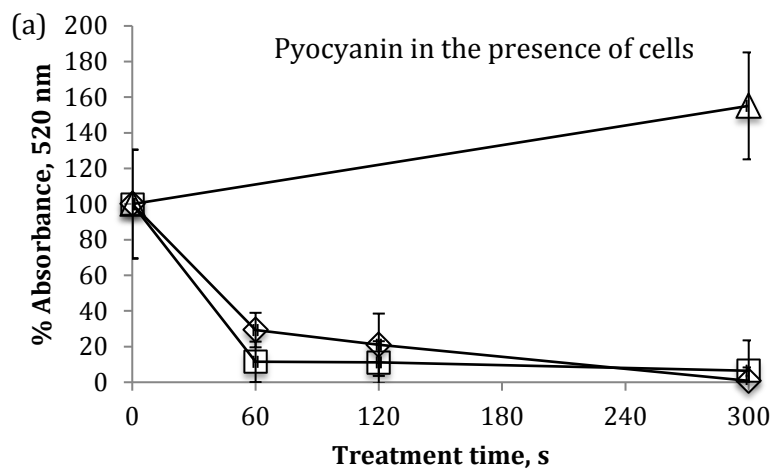 (a)
200
180
160
140
120
100
80
60
40
20
0
% Absorbance, 520 nm
Pyocyanin in the presence of cells
0 60 120 180 240 300
Treatment time, s